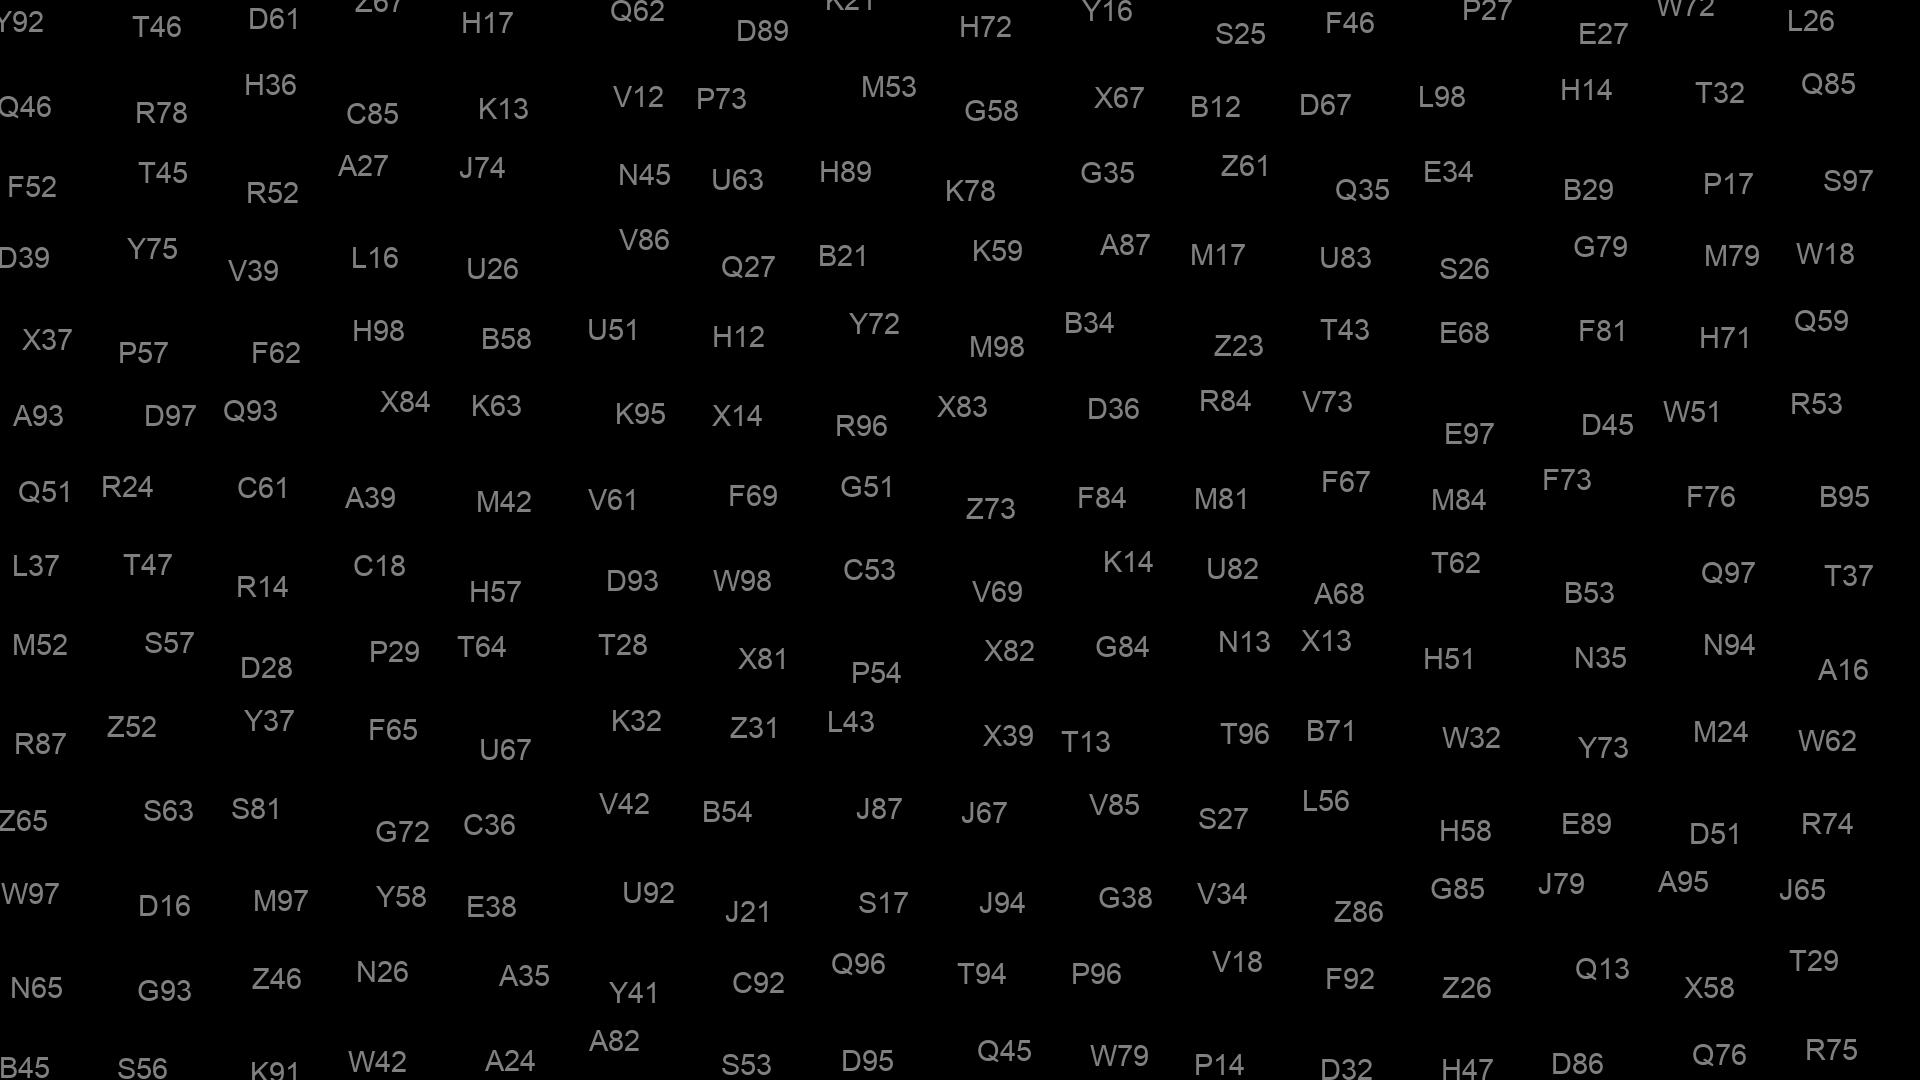 Y92 T46 D61 Z67 H17 Q62 D89 K21 H72 Y16 S25 F46 P27 E27 W72 L26
Q46 R78 H36 C85 K13 V12 P73 M53 G58 X67 B12 D67 L98 H14 T32 Q85
F52 T45 R52 A27 J74 N45 U63 H89 K78 G35 Z61 Q35 E34 B29 P17 S97
D39 Y75 V39 L16 U26 V86 Q27 B21 K59 A87 M17 U83 S26 G79 M79 W18
X37 P57 F62 H98 B58 U51 H12 Y72 M98 B34 Z23 T43 E68 F81 H71 Q59
A93 D97 Q93 X84 K63 K95 X14 R96 X83 D36 R84 V73 E97 D45 W51 R53
Q51 R24 C61 A39 M42 V61 F69 G51 Z73 F84 M81 F67 M84 F73 F76 B95
L37 T47 R14 C18 H57 D93 W98 C53 V69 K14 U82 A68 T62 B53 Q97 T37
M52 S57 D28 P29 T64 T28 X81 P54 X82 G84 N13 X13 H51 N35 N94 A16
R87 Z52 Y37 F65 U67 K32 Z31 L43 X39 T13 T96 B71 W32 Y73 M24 W62
Z65 S63 S81 G72 C36 V42 B54 J87 J67 V85 S27 L56 H58 E89 D51 R74
W97 D16 M97 Y58 E38 U92 J21 S17 J94 G38 V34 Z86 G85 J79 A95 J65
N65 G93 Z46 N26 A35 Y41 C92 Q96 T94 P96 V18 F92 Z26 Q13 X58 T29
B45 S56 K91 W42 A24 A82 S53 D95 Q45 W79 P14 D32 H47 D86 Q76 R75